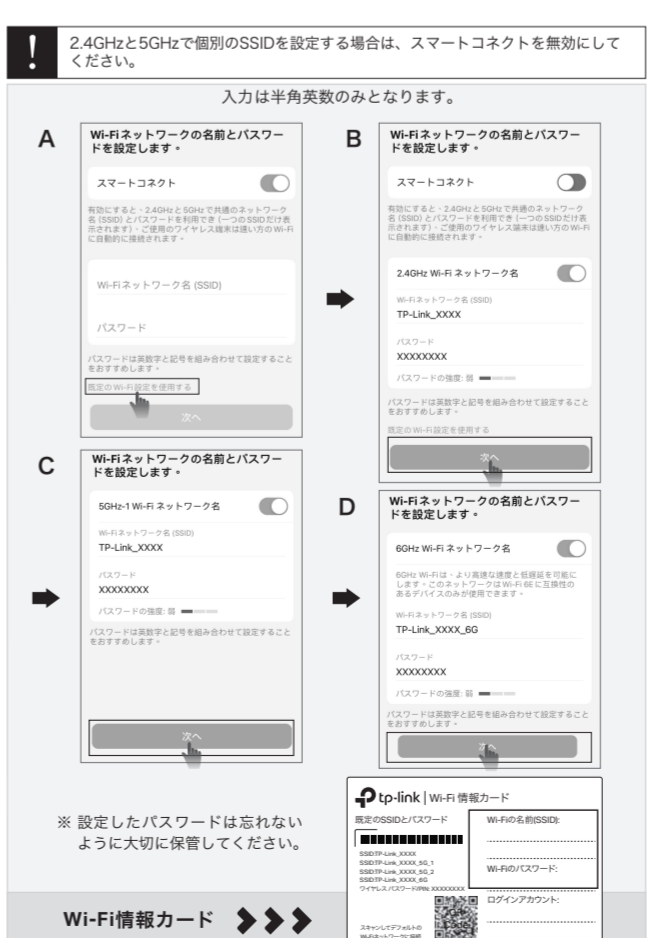 !
2.4GHzと5GHzで個別のSSIDを設定する場合は、スマートコネクトを無効にして
ください。
入力は半角英数のみとなります。
A
Wi-Fiネットワークの名前とパスワー
ドを設定します。
スマートコネクト
有効にすると、2.4GHzと5GHzで共通のネットワーク
名 (SSID) とパスワードを利用でき (一つのSSIDだけ表
示されます)、ご使用のワイヤレス端末は速い方のWi-Fi
に自動的に接続されます。
Wi-Fiネットワーク名 (SSID)
パスワード
パスワードは英数字と記号を組み合わせて設定すること
をおすすめします。
既定のWi-Fi設定を使用する
次へ
B
Wi-Fiネットワークの名前とパスワー
ドを設定します。
スマートコネクト
有効にすると、2.4GHzと5GHzで共通のネットワーク
名 (SSID) とパスワードを利用でき (一つのSSIDだけ表
示されます)、ご使用のワイヤレス端末は速い方のWi-Fi
に自動的に接続されます。
2.4GHz Wi-Fi ネットワーク名
Wi-Fiネットワーク名 (SSID)
TP-Link_XXXX
パスワード
XXXXXXXX
パスワードの強度: 弱
パスワードは英数字と記号を組み合わせて設定すること
をおすすめします。
既定のWi-Fi設定を使用する
次へ
C
Wi-Fiネットワークの名前とパスワー
ドを設定します。
5GHz-1 Wi-Fi ネットワーク名
Wi-Fiネットワーク名 (SSID)
TP-Link_XXXX
パスワード
XXXXXXXX
パスワードの強度: 弱
パスワードは英数字と記号を組み合わせて設定すること
をおすすめします。
次へ
D
Wi-Fiネットワークの名前とパスワー
ドを設定します。
6GHz Wi-Fi ネットワーク名
6GHz Wi-Fiは、より高速な速度と低遅延を可能に
します。このネットワークはWi-Fi 6Eに互換性の
あるデバイスのみが使用できます。
Wi-Fiネットワーク名 (SSID)
TP-Link_XXXX_6G
パスワード
XXXXXXXX
パスワードの強度: 弱
パスワードは英数字と記号を組み合わせて設定すること
をおすすめします。
次へ
※ 設定したパスワードは忘れない
ように大切に保管してください。
Wi-Fi情報カード
tp-link | Wi-Fi 情報カード
既定のSSIDとパスワード
SSID:TP-Link_XXXX
SSID:TP-Link_XXXX_5G_1
SSID:TP-Link_XXXX_5G_2
SSID:TP-Link_XXXX_6G
ワイヤレスパスワード/PIN: XXXXXXXX
スキャンしてデフォルトの
Wi-Fiネットワークに接続
Wi-Fiの名前(SSID):
Wi-Fiのパスワード:
ログインアカウント: